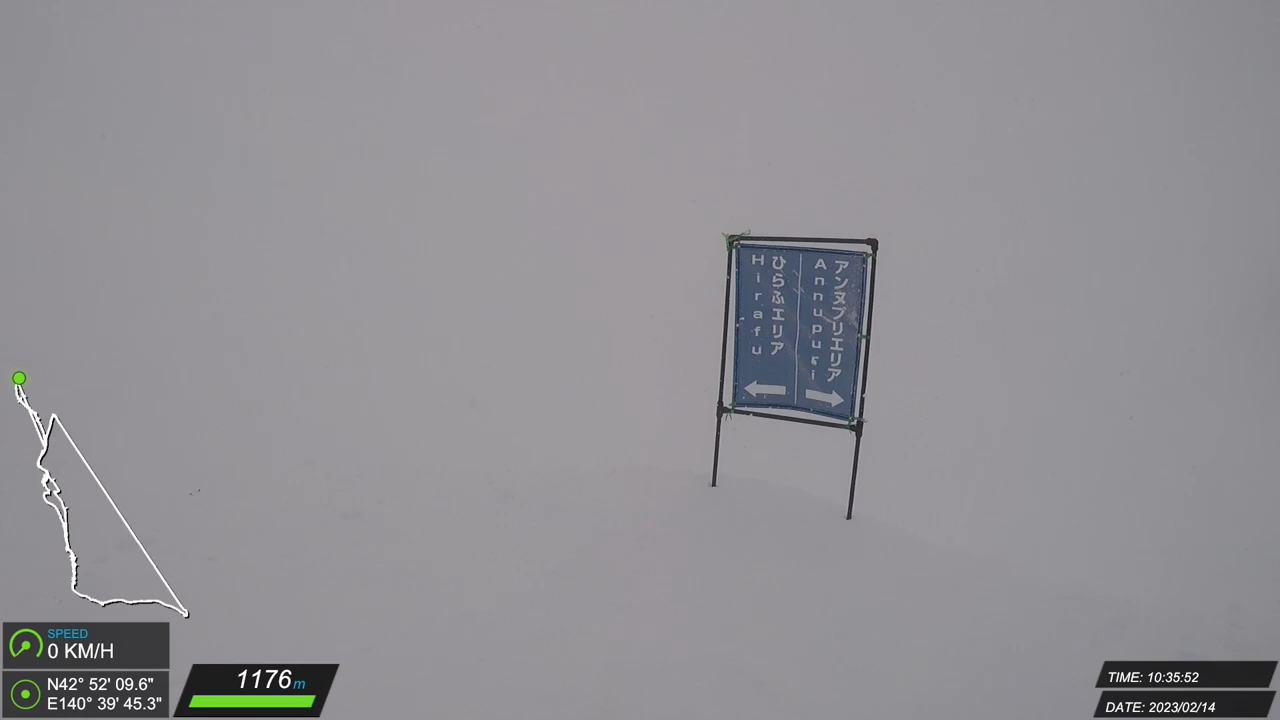 アンヌプリエリア
Annupuri
ひらふエリア
Hirafu
SPEED
0 KM/H
N42° 52' 09.6"
E140° 39' 45.3"
1176m
TIME: 10:35:52
DATE: 2023/02/14